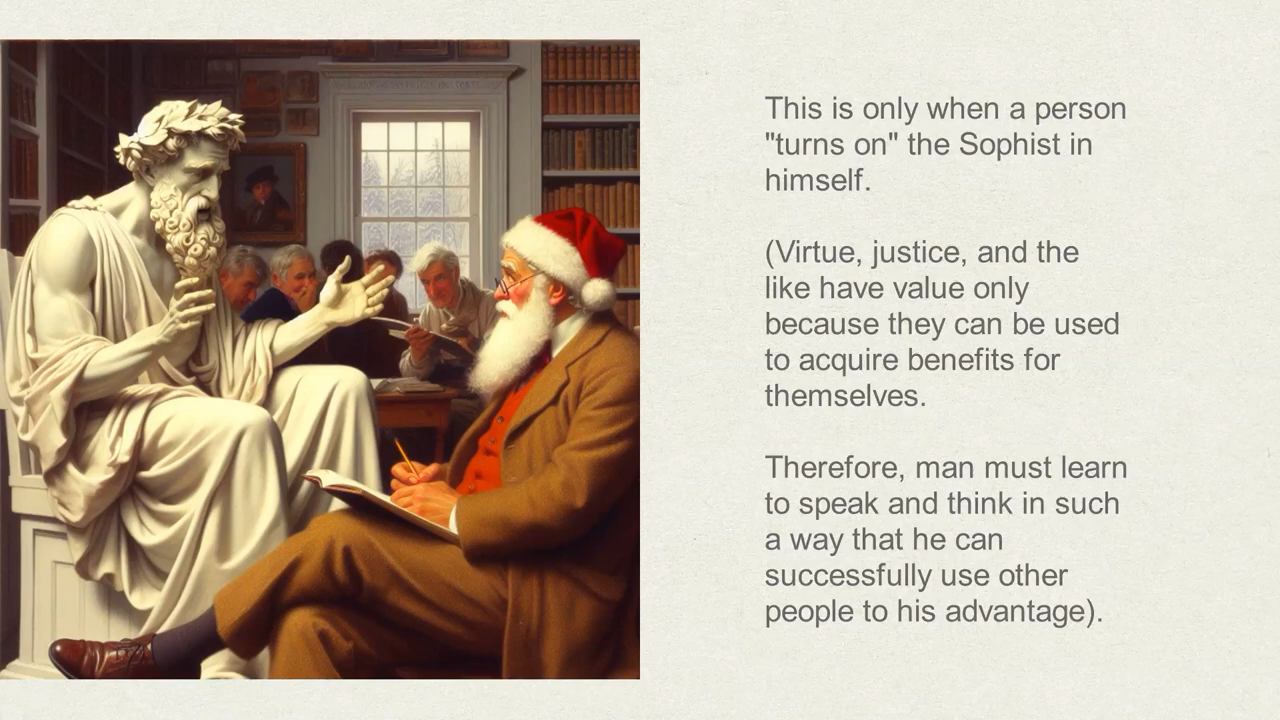 This is only when a person
"turns on" the Sophist in
himself.
(Virtue, justice, and the
like have value only
because they can be used
to acquire benefits for
themselves.
Therefore, man must learn
to speak and think in such
a way that he can
successfully use other
people to his advantage).